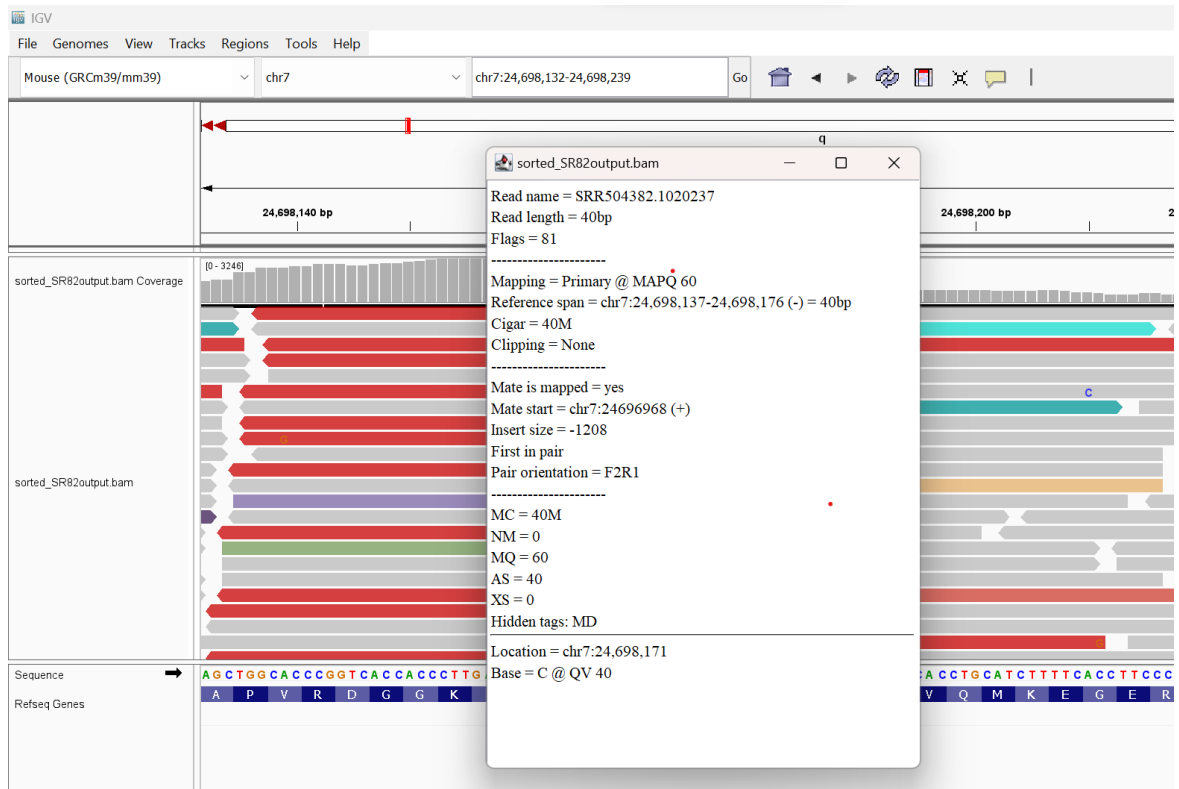 IGV
File Genomes View Tracks Regions Tools Help
Mouse (GRCm39/mm39) chr7 chr7:24,698,132-24,698,239 Go
q
24,698,140 bp 24,698,200 bp 2
sorted_SR82output.bam Coverage
[0 - 3246]
sorted_SR82output.bam
Read name = SRR504382.1020237
Read length = 40bp
Flags = 81
----------------------
Mapping = Primary @ MAPQ 60
Reference span = chr7:24,698,137-24,698,176 (-) = 40bp
Cigar = 40M
Clipping = None
----------------------
Mate is mapped = yes
Mate start = chr7:24696968 (+)
Insert size = -1208
First in pair
Pair orientation = F2R1
----------------------
MC = 40M
NM = 0
MQ = 60
AS = 40
XS = 0
Hidden tags: MD
Location = chr7:24,698,171
Base = C @ QV 40
C
G
sorted_SR82output.bam
G
Sequence A G C T G G C A C C C G G T C A C C A C C C T T G A C C T G C A T C T T T T C A C C T T C C C
A P V R D G G K V Q M K E G E R
Refseq Genes